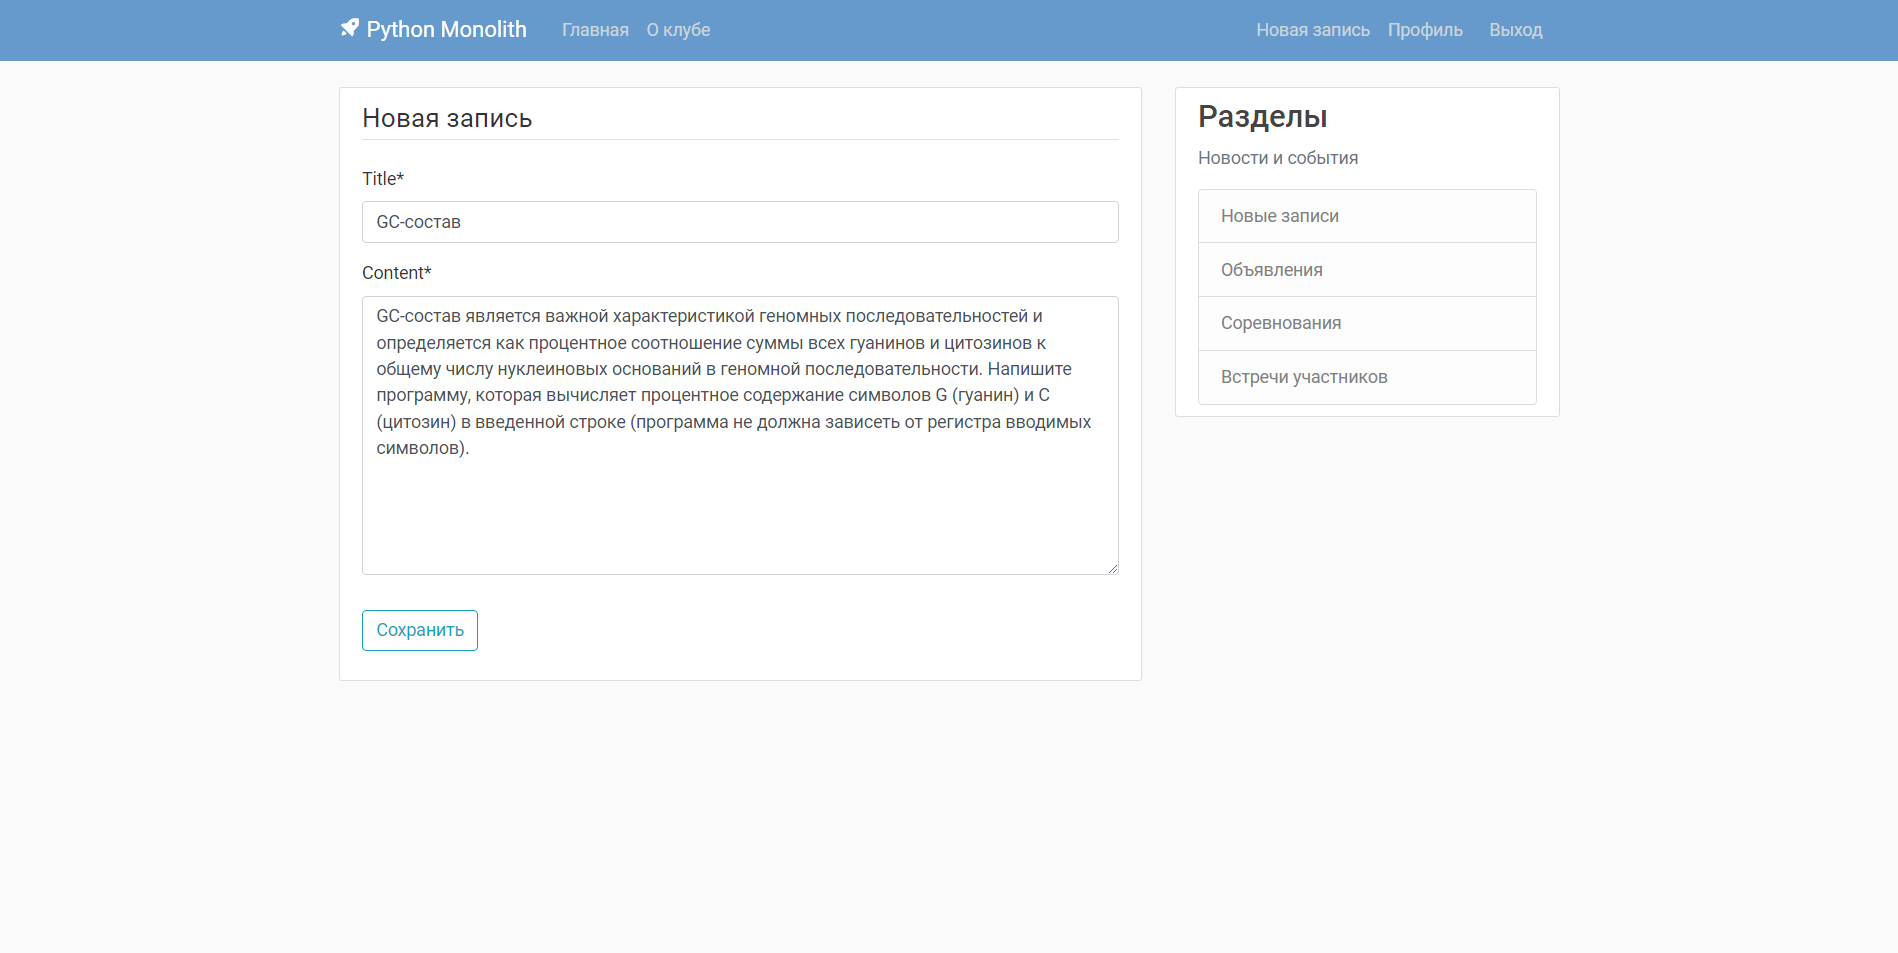 Python Monolith
Главная
О клубе
Новая запись
Профиль
Выход
Новая запись
Title*
GC-состав
Content*
GC-состав является важной характеристикой геномных последовательностей и
определяется как процентное соотношение суммы всех гуанинов и цитозинов к
общему числу нуклеиновых оснований в геномной последовательности. Напишите
программу, которая вычисляет процентное содержание символов G (гуанин) и C
(цитозин) в введенной строке (программа не должна зависеть от регистра вводимых
символов).
Сохранить
Разделы
Новости и события
Новые записи
Объявления
Соревнования
Встречи участников